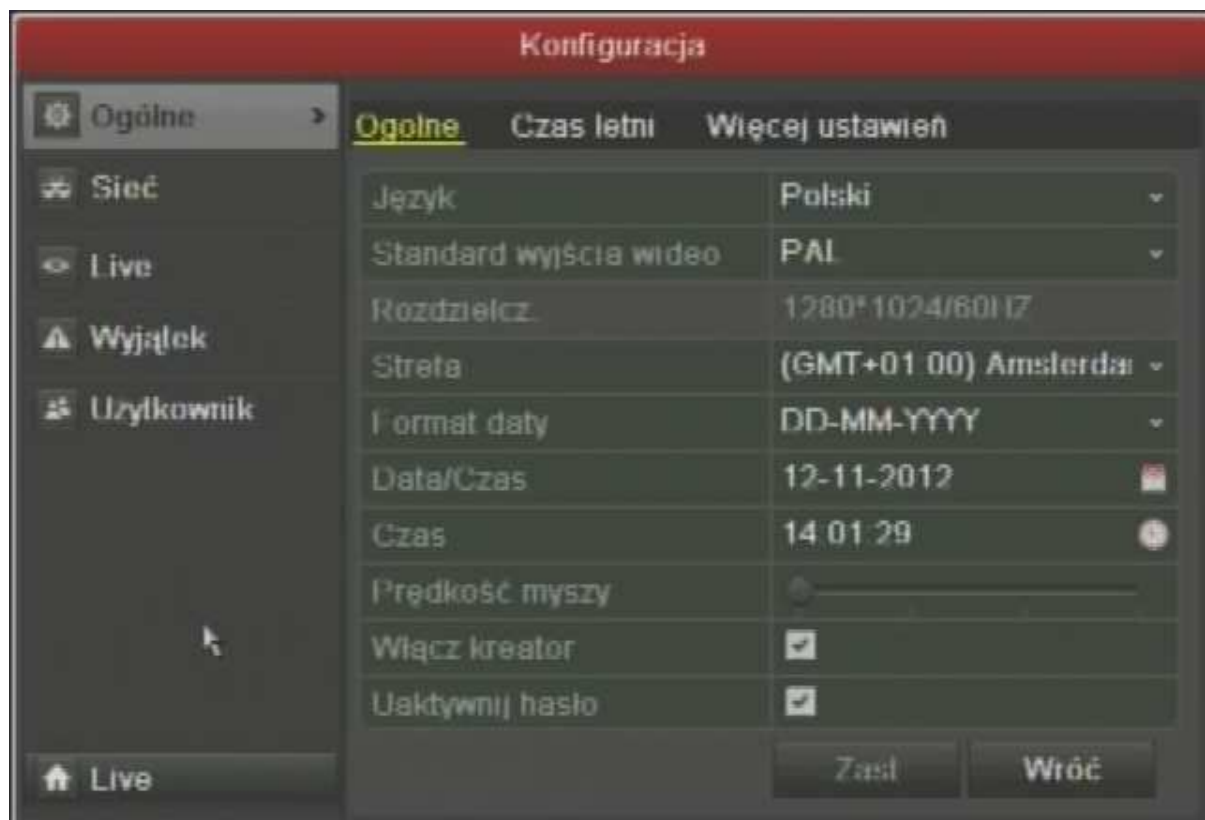 Konfiguracja
Ogólne
Sieć
Live
Wyjątek
Użytkownik
Live
Ogolne Czas letni Więcej ustawień
Język Polski
Standard wyjścia wideo PAL
Rozdzielcz. 1280*1024/60HZ
Strefa (GMT+01:00) Amsterda
Format daty DD-MM-YYYY
Data/Czas 12-11-2012
Czas 14:01:29
Prędkość myszy
Włącz kreator
Uaktywnij hasło
Zast Wróć